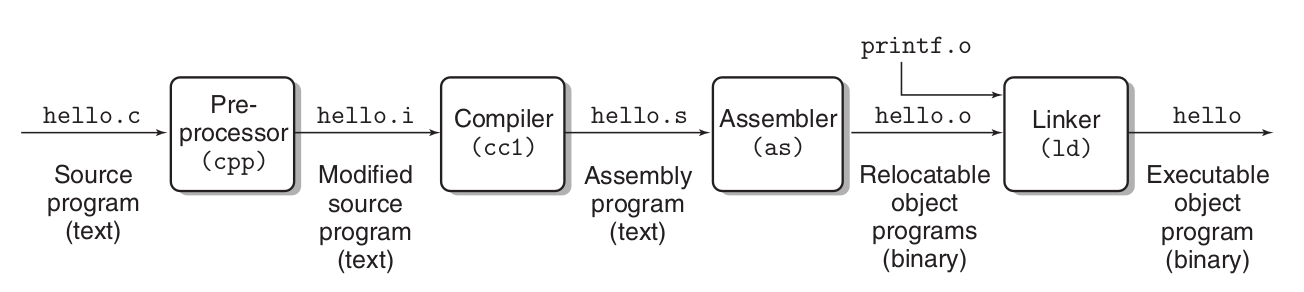 printf.o
hello.c
Pre-
processor
(cpp)
hello.i
Compiler
(cc1)
hello.s
Assembler
(as)
hello.o
Linker
(ld)
hello
Source
program
(text)
Modified
source
program
(text)
Assembly
program
(text)
Relocatable
object
programs
(binary)
Executable
object
program
(binary)